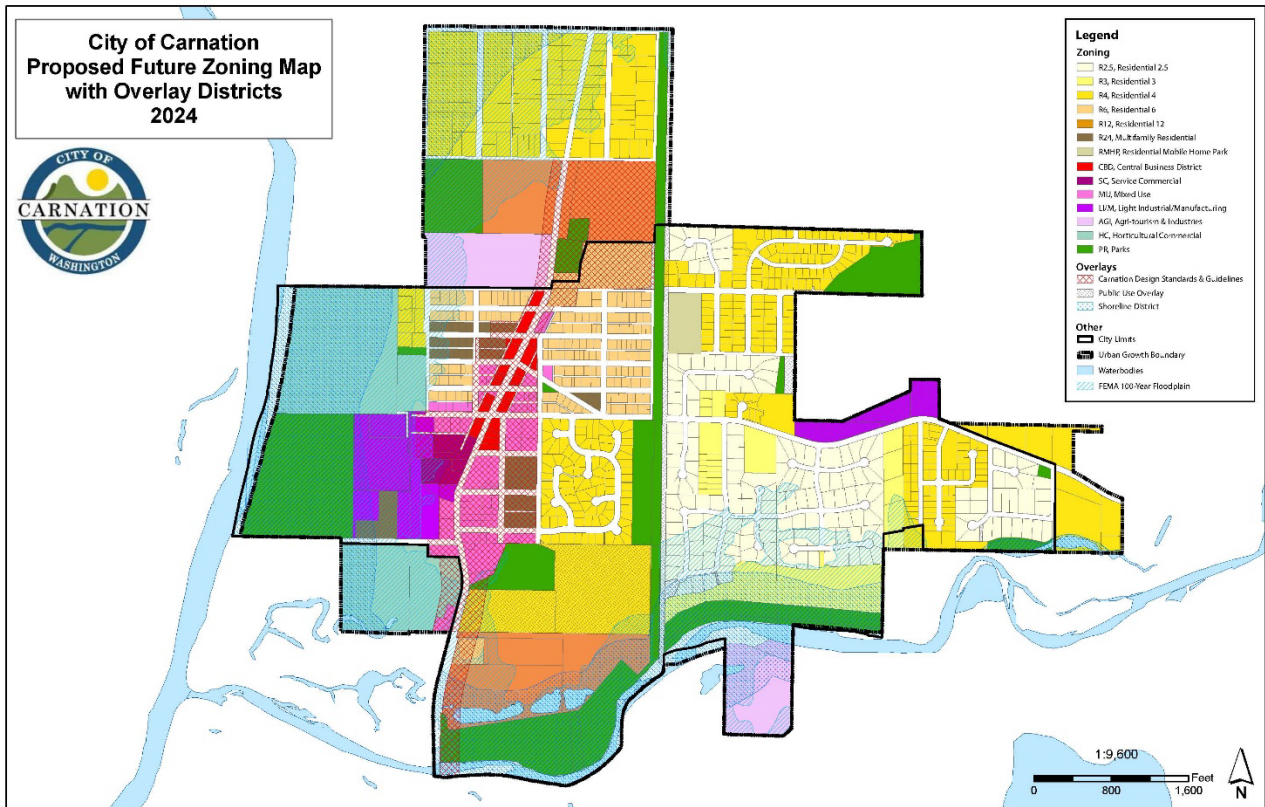 City of Carnation
Proposed Future Zoning Map
with Overlay Districts
2024
CITY OF
CARNATION
WASHINGTON
Legend
Zoning
R2.5, Residential 2.5
R3, Residential 3
R4, Residential 4
R6, Residential 6
R12, Residential 12
R24, Multifamily Residential
RMHP, Residential Mobile Home Park
CBD, Central Business District
SC, Service Commercial
MU, Mixed Use
LI/M, Light Industrial/Manufacturing
AGI, Agri-tourism & Industries
HC, Horticultural Commercial
PR, Parks
Overlays
Carnation Design Standards & Guidelines
Public Use Overlay
Shoreline District
Other
City Limits
Urban Growth Boundary
Waterbodies
FEMA 100-Year Floodplain
1:9,600
Feet
0 800 1,600
N